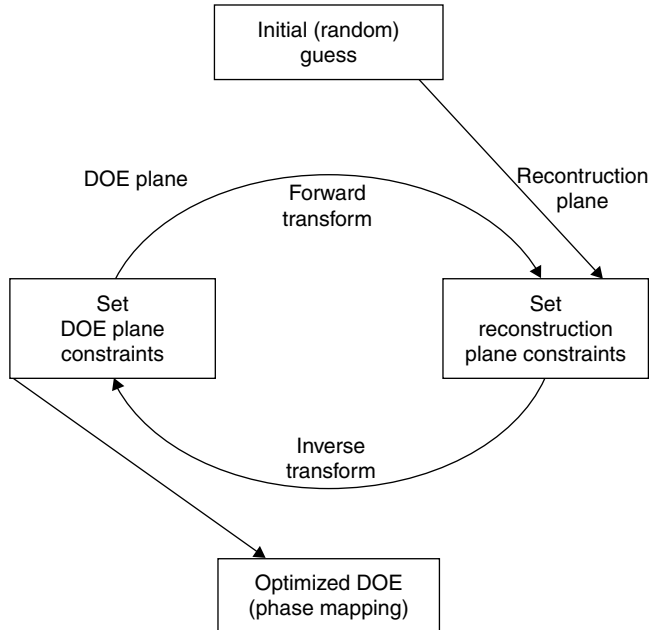 Initial (random)
guess
DOE plane
Recontruction
plane
Forward
transform
Set
DOE plane
constraints
Set
reconstruction
plane constraints
Inverse
transform
Optimized DOE
(phase mapping)